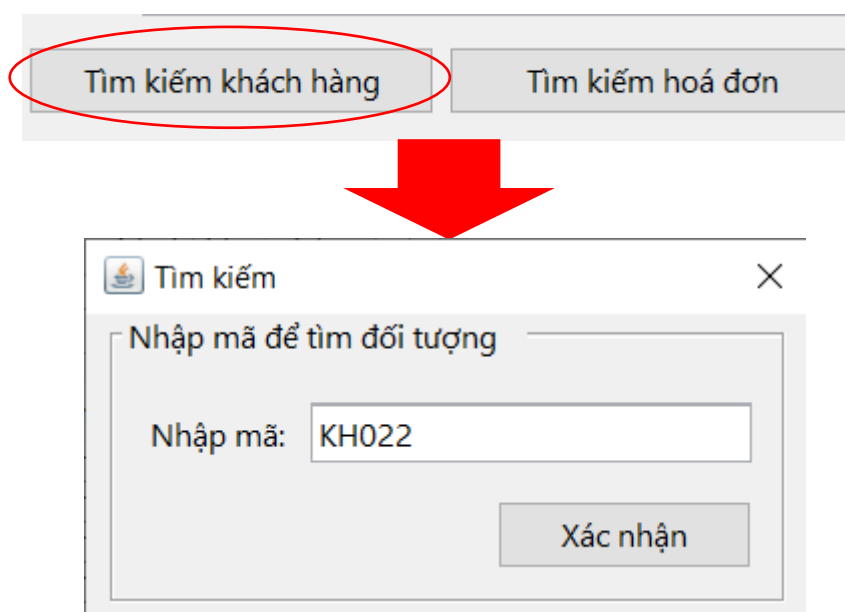 Tìm kiếm khách hàng
Tìm kiếm hoá đơn
Tìm kiếm
Nhập mã để tìm đối tượng
Nhập mã: KH022
Xác nhận